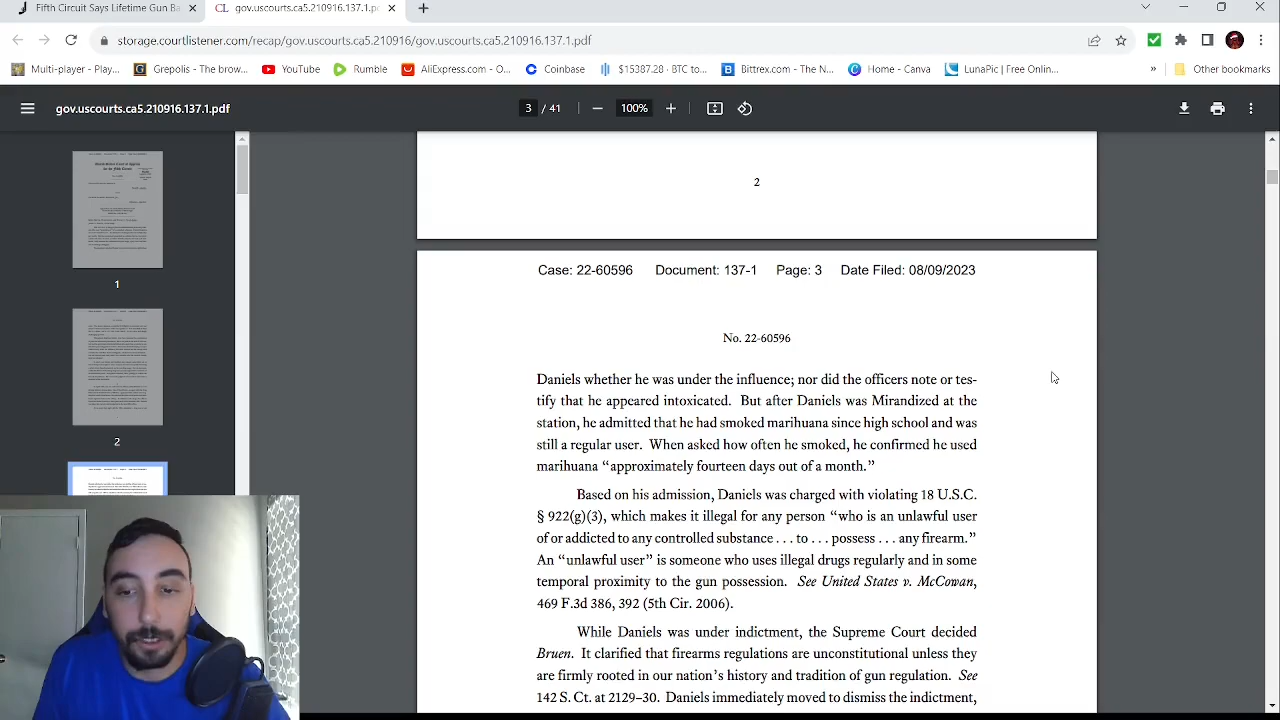 Fifth Circuit Says Lifetime Gun Ba
gov.uscourts.ca5.210916.137.1.p
storage.courtlistener.com/recap/gov.uscourts.ca5.210916/gov.uscourts.ca5.210916.137.1.pdf
Multi-player - Play...
Grepolis - The brow...
YouTube
Rumble
AliExpress.com - O...
Coinbase
$15387.28 - BTC to...
Bittrex.com - The N...
Home - Canva
LunaPic | Free Onlin...
»
Other bookmarks
gov.uscourts.ca5.210916.137.1.pdf
3 / 41
100%
1
2
2
Case: 22-60596 Document: 137-1 Page: 3 Date Filed: 08/09/2023
No. 22-60596
Daniels whether he was under the influence; nor did the officers note or tes-
tify that he appeared intoxicated. But after Daniels was Mirandized at the
station, he admitted that he had smoked marihuana since high school and was
still a regular user. When asked how often he smoked, he confirmed he used
marihuana “approximately fourteen days out of a month.”
Based on his admission, Daniels was charged with violating 18 U.S.C.
§ 922(g)(3), which makes it illegal for any person “who is an unlawful user
of or addicted to any controlled substance . . . to . . . possess . . . any firearm.”
An “unlawful user” is someone who uses illegal drugs regularly and in some
temporal proximity to the gun possession. See United States v. McCowan,
469 F.3d 386, 392 (5th Cir. 2006).
While Daniels was under indictment, the Supreme Court decided
Bruen. It clarified that firearms regulations are unconstitutional unless they
are firmly rooted in our nation’s history and tradition of gun regulation. See
142 S. Ct. at 2129–30. Daniels immediately moved to dismiss the indictment,